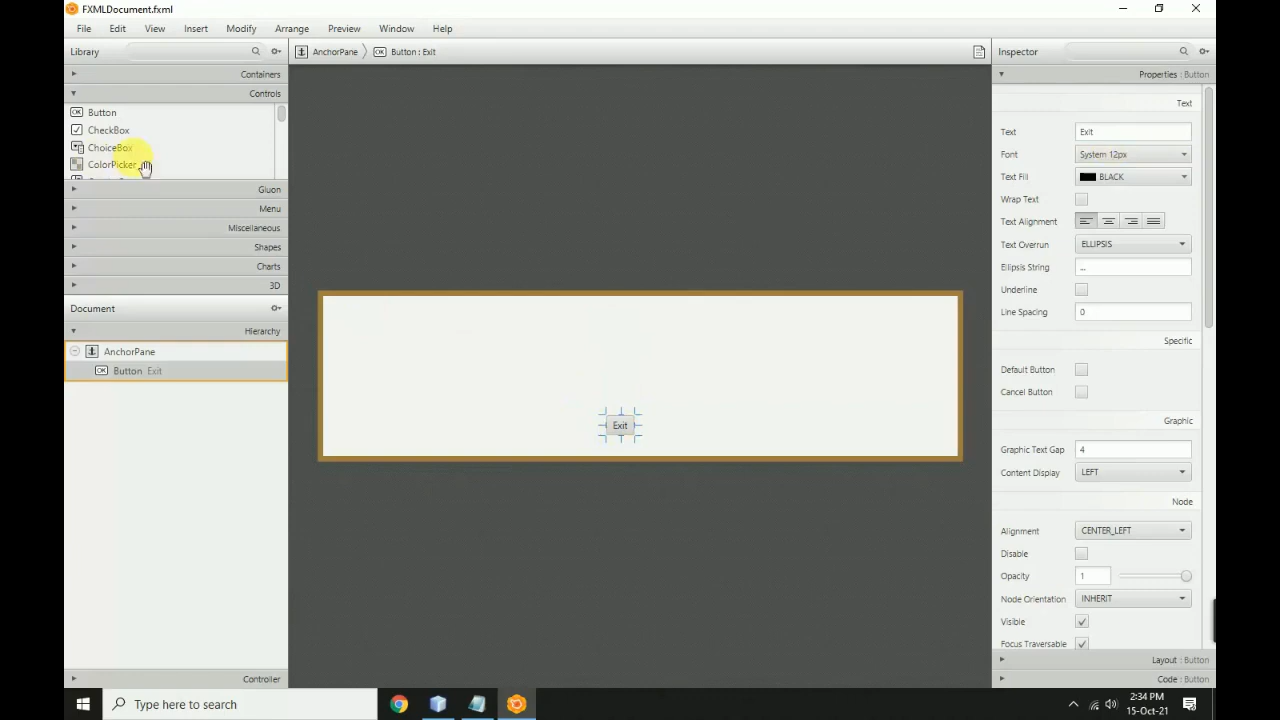 FXMLDocument.fxml
File Edit View Insert Modify Arrange Preview Window Help
Library
AnchorPane Button : Exit
Inspector
Containers
Controls
OK Button
CheckBox
ChoiceBox
ColorPicker
Gluon
Menu
Miscellaneous
Shapes
Charts
3D
Document
Hierarchy
AnchorPane
OK Button Exit
Controller
Exit
Properties : Button
Text
Text Exit
Font System 12px
Text Fill BLACK
Wrap Text
Text Alignment
Text Overrun ELLIPSIS
Ellipsis String ...
Underline
Line Spacing 0
Specific
Default Button
Cancel Button
Graphic
Graphic Text Gap 4
Content Display LEFT
Node
Alignment CENTER_LEFT
Disable
Opacity 1
Node Orientation INHERIT
Visible
Focus Traversable
Layout : Button
Code : Button
Type here to search
2:34 PM
15-Oct-21